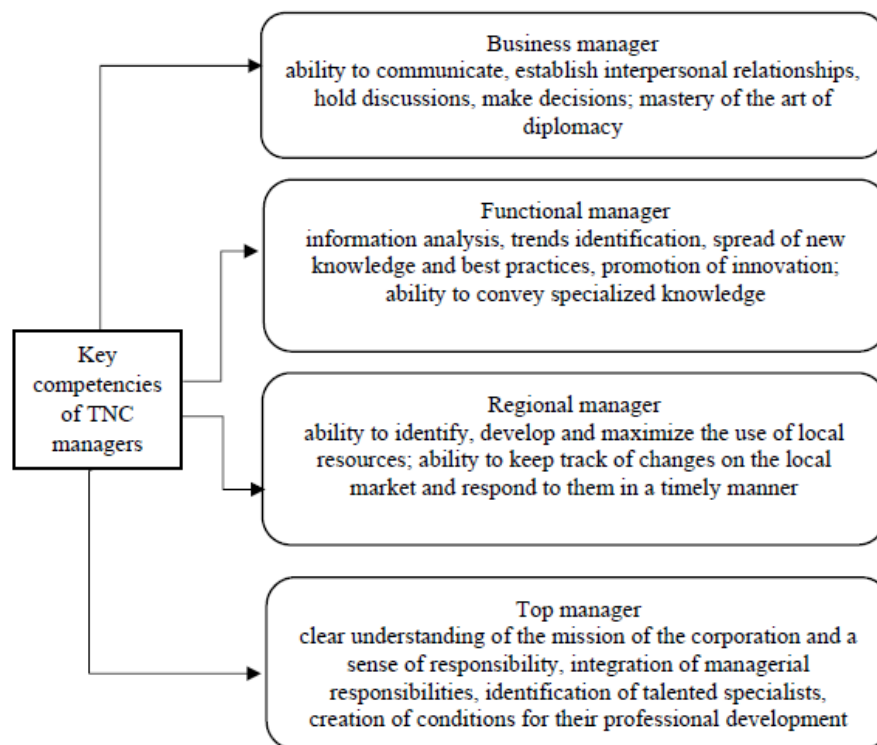 Business manager
ability to communicate, establish interpersonal relationships,
hold discussions, make decisions; mastery of the art of
diplomacy
Functional manager
information analysis, trends identification, spread of new
knowledge and best practices, promotion of innovation;
ability to convey specialized knowledge
Key
competencies
of TNC
managers
Regional manager
ability to identify, develop and maximize the use of local
resources; ability to keep track of changes on the local
market and respond to them in a timely manner
Top manager
clear understanding of the mission of the corporation and a
sense of responsibility, integration of managerial
responsibilities, identification of talented specialists,
creation of conditions for their professional development